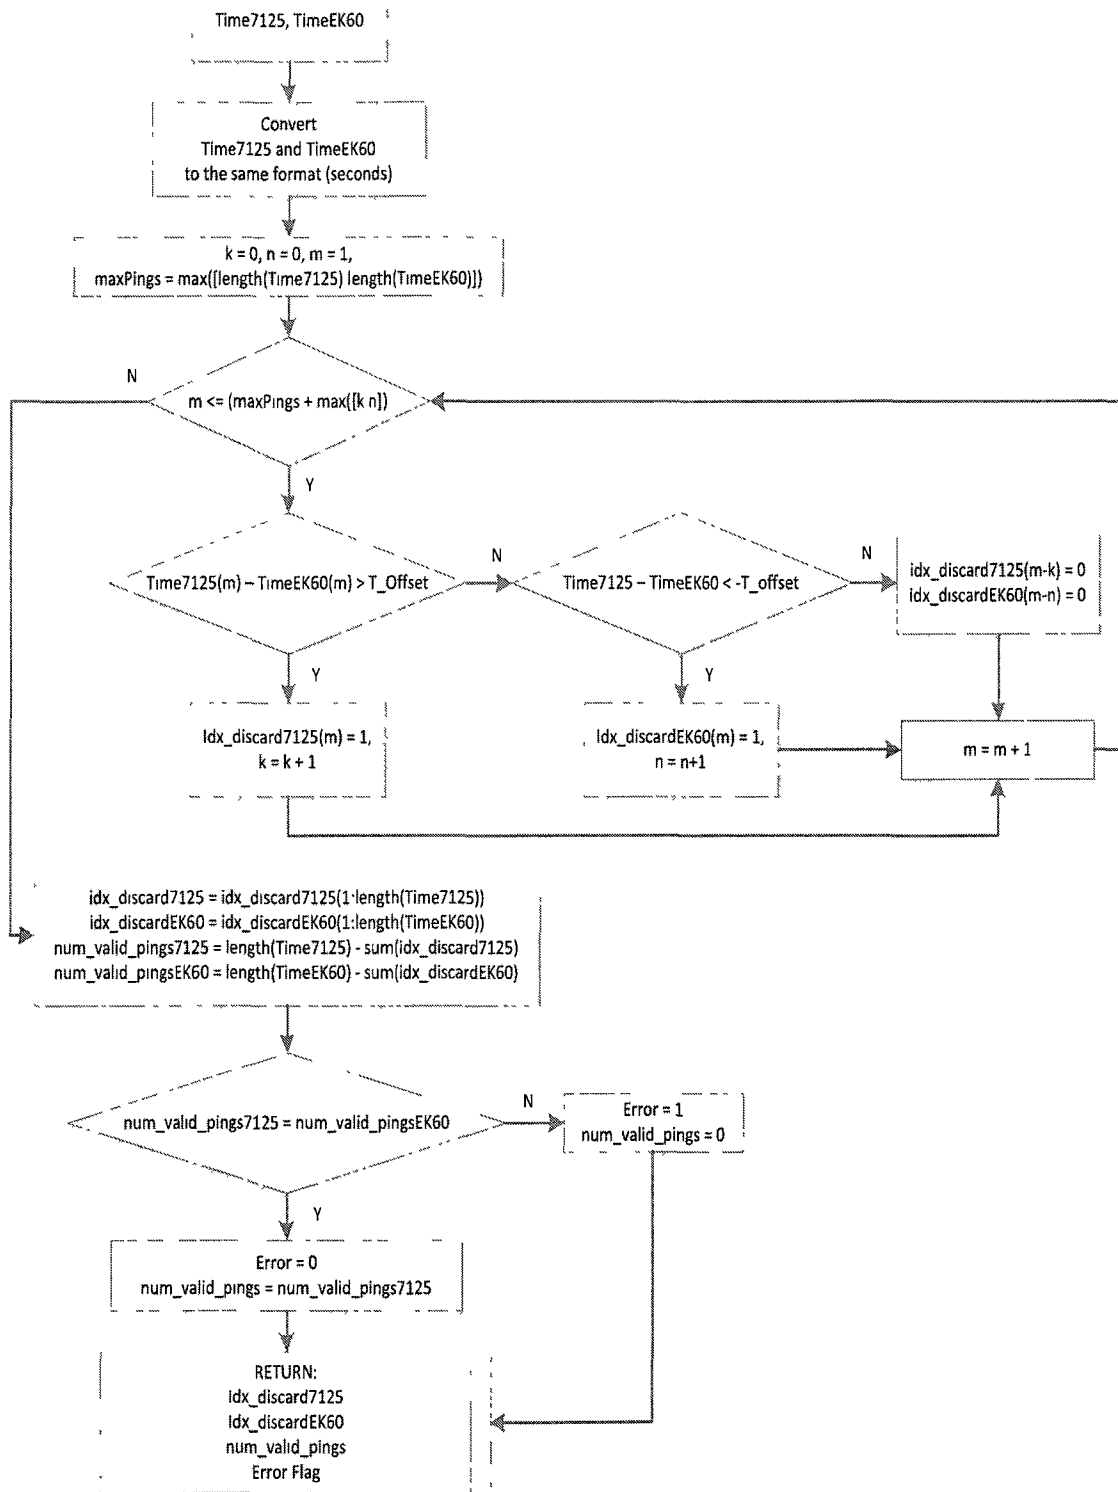 Time7125, TimeEK60
Convert
Time7125 and TimeEK60
to the same format (seconds)
k = 0, n = 0, m = 1,
maxPings = max([length(Time7125) length(TimeEK60)])
N
m <= (maxPings + max([k n])
Y
Time7125(m) – TimeEK60(m) > T_Offset
N
Time7125 – TimeEK60 < -T_offset
N
idx_discard7125(m-k) = 0
idx_discardEK60(m-n) = 0
Y
Y
Idx_discard7125(m) = 1,
k = k + 1
Idx_discardEK60(m) = 1,
n = n+1
m = m + 1
idx_discard7125 = idx_discard7125(1:length(Time7125))
idx_discardEK60 = idx_discardEK60(1:length(TimeEK60))
num_valid_pings7125 = length(Time7125) - sum(idx_discard7125)
num_valid_pingsEK60 = length(TimeEK60) - sum(idx_discardEK60)
num_valid_pings7125 = num_valid_pingsEK60
N
Error = 1
num_valid_pings = 0
Y
Error = 0
num_valid_pings = num_valid_pings7125
RETURN:
Idx_discard7125
Idx_discardEK60
num_valid_pings
Error Flag